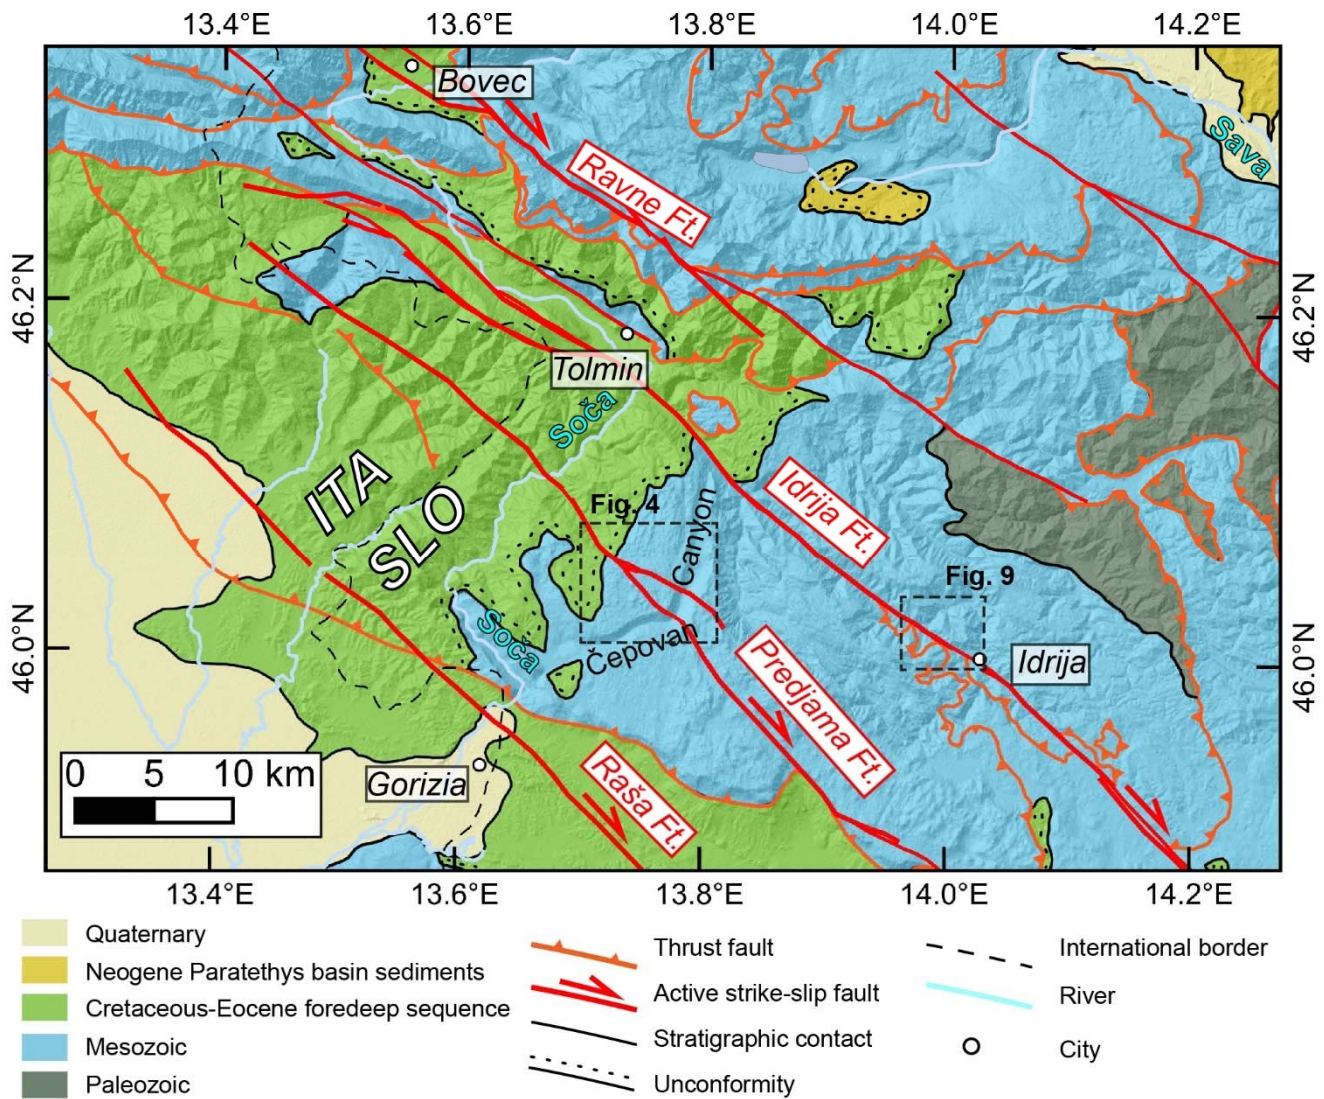 13.4°E 13.6°E 13.8°E 14.0°E 14.2°E
Bovec
Sava
Ravne Ft.
46.2°N
46.2°N
Tolmin
Soča
ITA
SLO
Fig. 4
Canyon
Idrija Ft.
Fig. 9
46.0°N
46.0°N
Soča
Čepovan
Idrija
Predjama Ft.
0 5 10 km
Gorizia
Raša Ft.
13.4°E 13.6°E 13.8°E 14.0°E 14.2°E
Quaternary
Neogene Paratethys basin sediments
Cretaceous-Eocene foredeep sequence
Mesozoic
Paleozoic
Thrust fault
Active strike-slip fault
Stratigraphic contact
Unconformity
International border
River
City